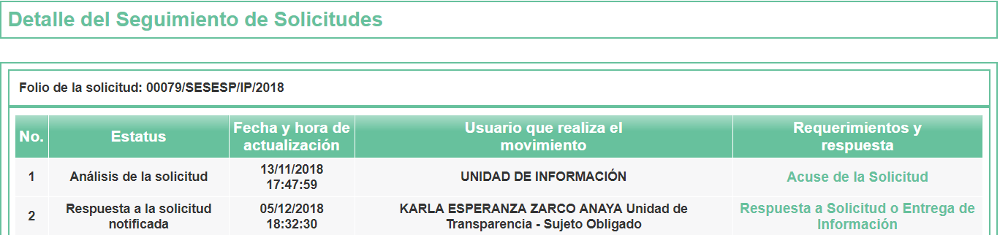 Detalle del Seguimiento de Solicitudes
Folio de la solicitud: 00079/SESESP/IP/2018
No.
Estatus
Fecha y hora de
actualización
Usuario que realiza el
movimiento
Requerimientos y
respuesta
1
Análisis de la solicitud
13/11/2018
17:47:59
UNIDAD DE INFORMACIÓN
Acuse de la Solicitud
2
Respuesta a la solicitud
notificada
05/12/2018
18:32:30
KARLA ESPERANZA ZARCO ANAYA Unidad de
Transparencia - Sujeto Obligado
Respuesta a Solicitud o Entrega de
Información